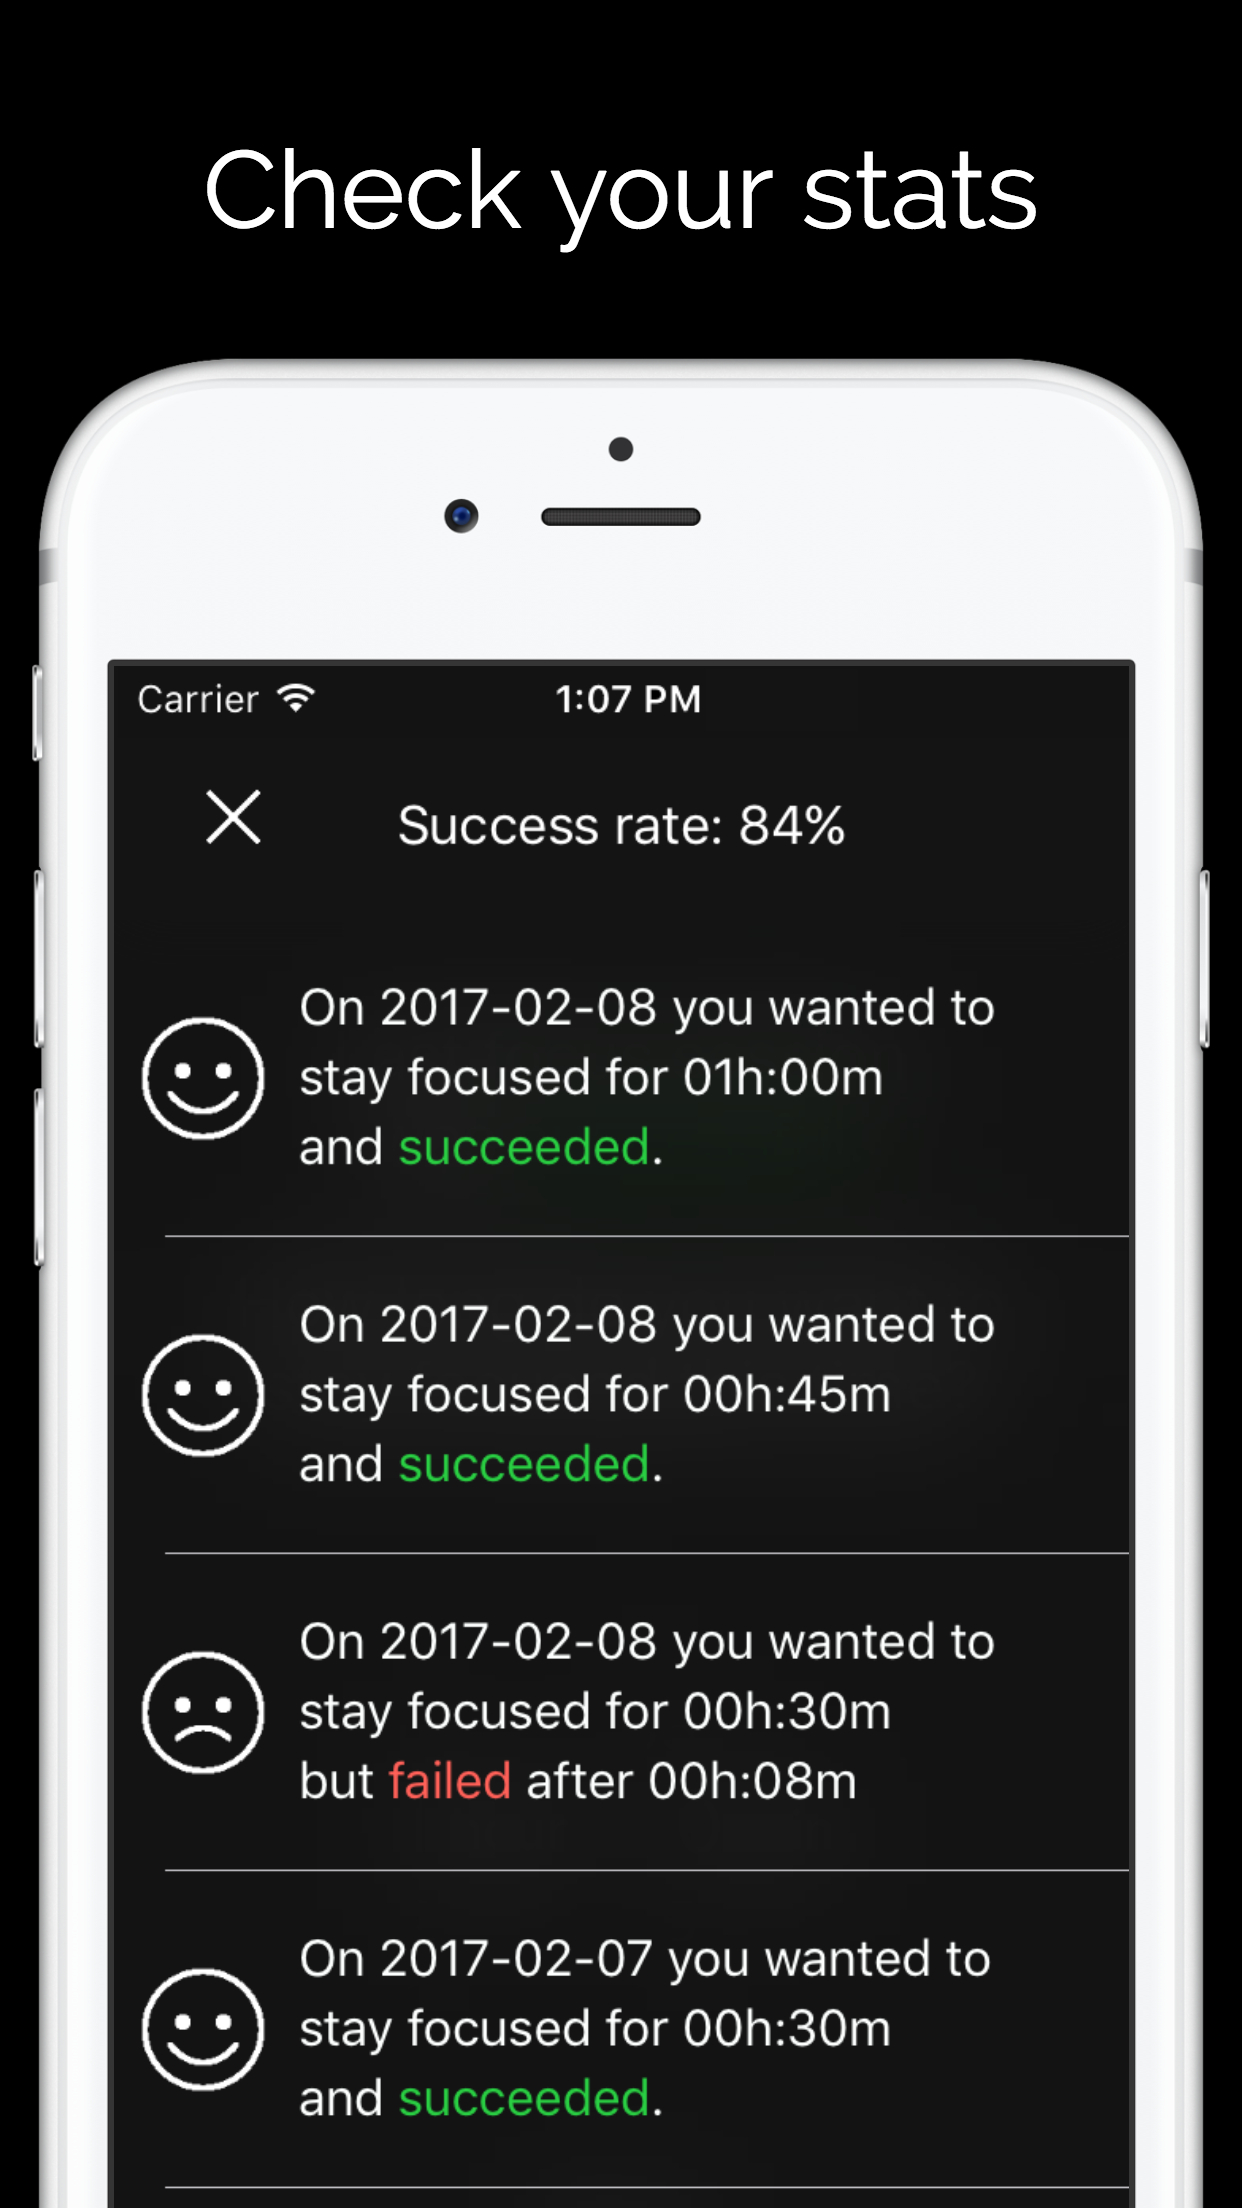 Check your stats
Carrier
1:07 PM
Success rate: 84%
On 2017-02-08 you wanted to
stay focused for 01h:00m
and succeeded.
On 2017-02-08 you wanted to
stay focused for 00h:45m
and succeeded.
On 2017-02-08 you wanted to
stay focused for 00h:30m
but failed after 00h:08m
On 2017-02-07 you wanted to
stay focused for 00h:30m
and succeeded.